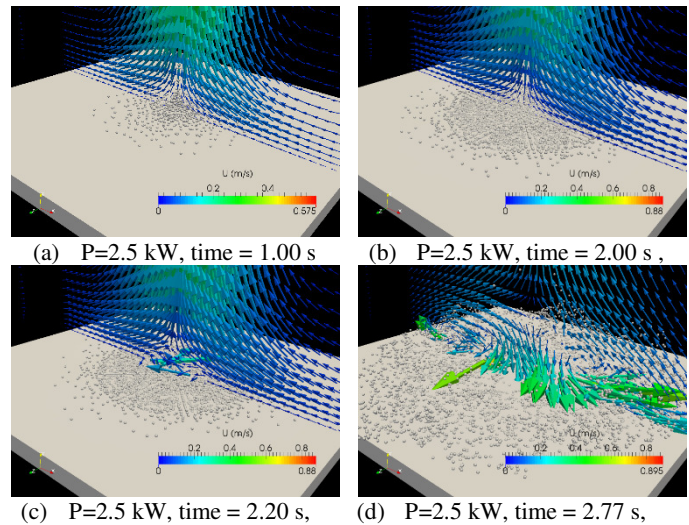 U (m/s)
0.2 0.4
0 0.575
U (m/s)
0.2 0.4 0.6 0.8
0 0.88
(a) P=2.5 kW, time = 1.00 s
(b) P=2.5 kW, time = 2.00 s ,
U (m/s)
0.2 0.4 0.6 0.8
0 0.88
U (m/s)
0.2 0.4 0.6 0.8
0 0.895
(c) P=2.5 kW, time = 2.20 s,
(d) P=2.5 kW, time = 2.77 s,